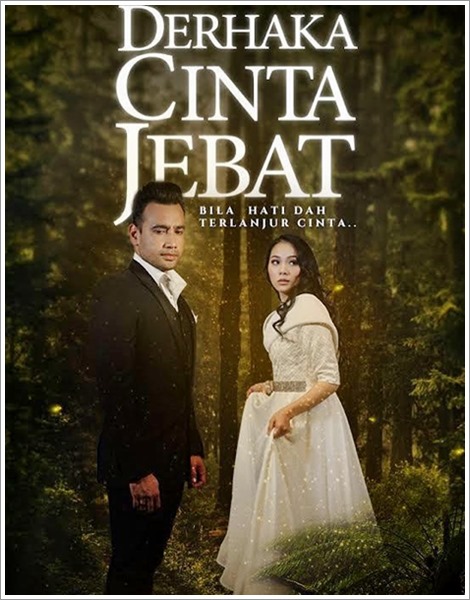 DERHAKA
CINTA
JEBAT
BILA HATI DAH
TERLANJUR CINTA..